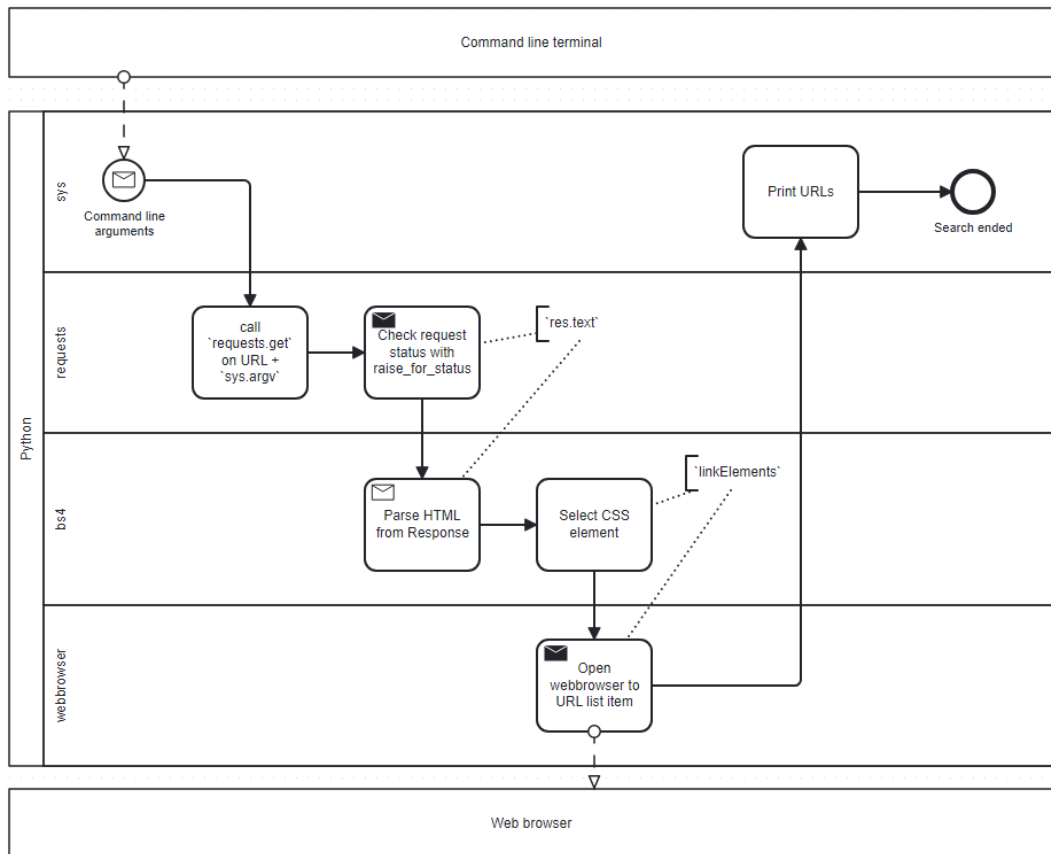 Command line terminal
Python
sys
Command line
arguments
Print URLs
Search ended
requests
call
`requests.get`
on URL +
`sys.argv`
Check request
status with
raise_for_status
`res.text`
bs4
Parse HTML
from Response
Select CSS
element
`linkElements`
webbrowser
Open
webbrowser to
URL list item
Web browser